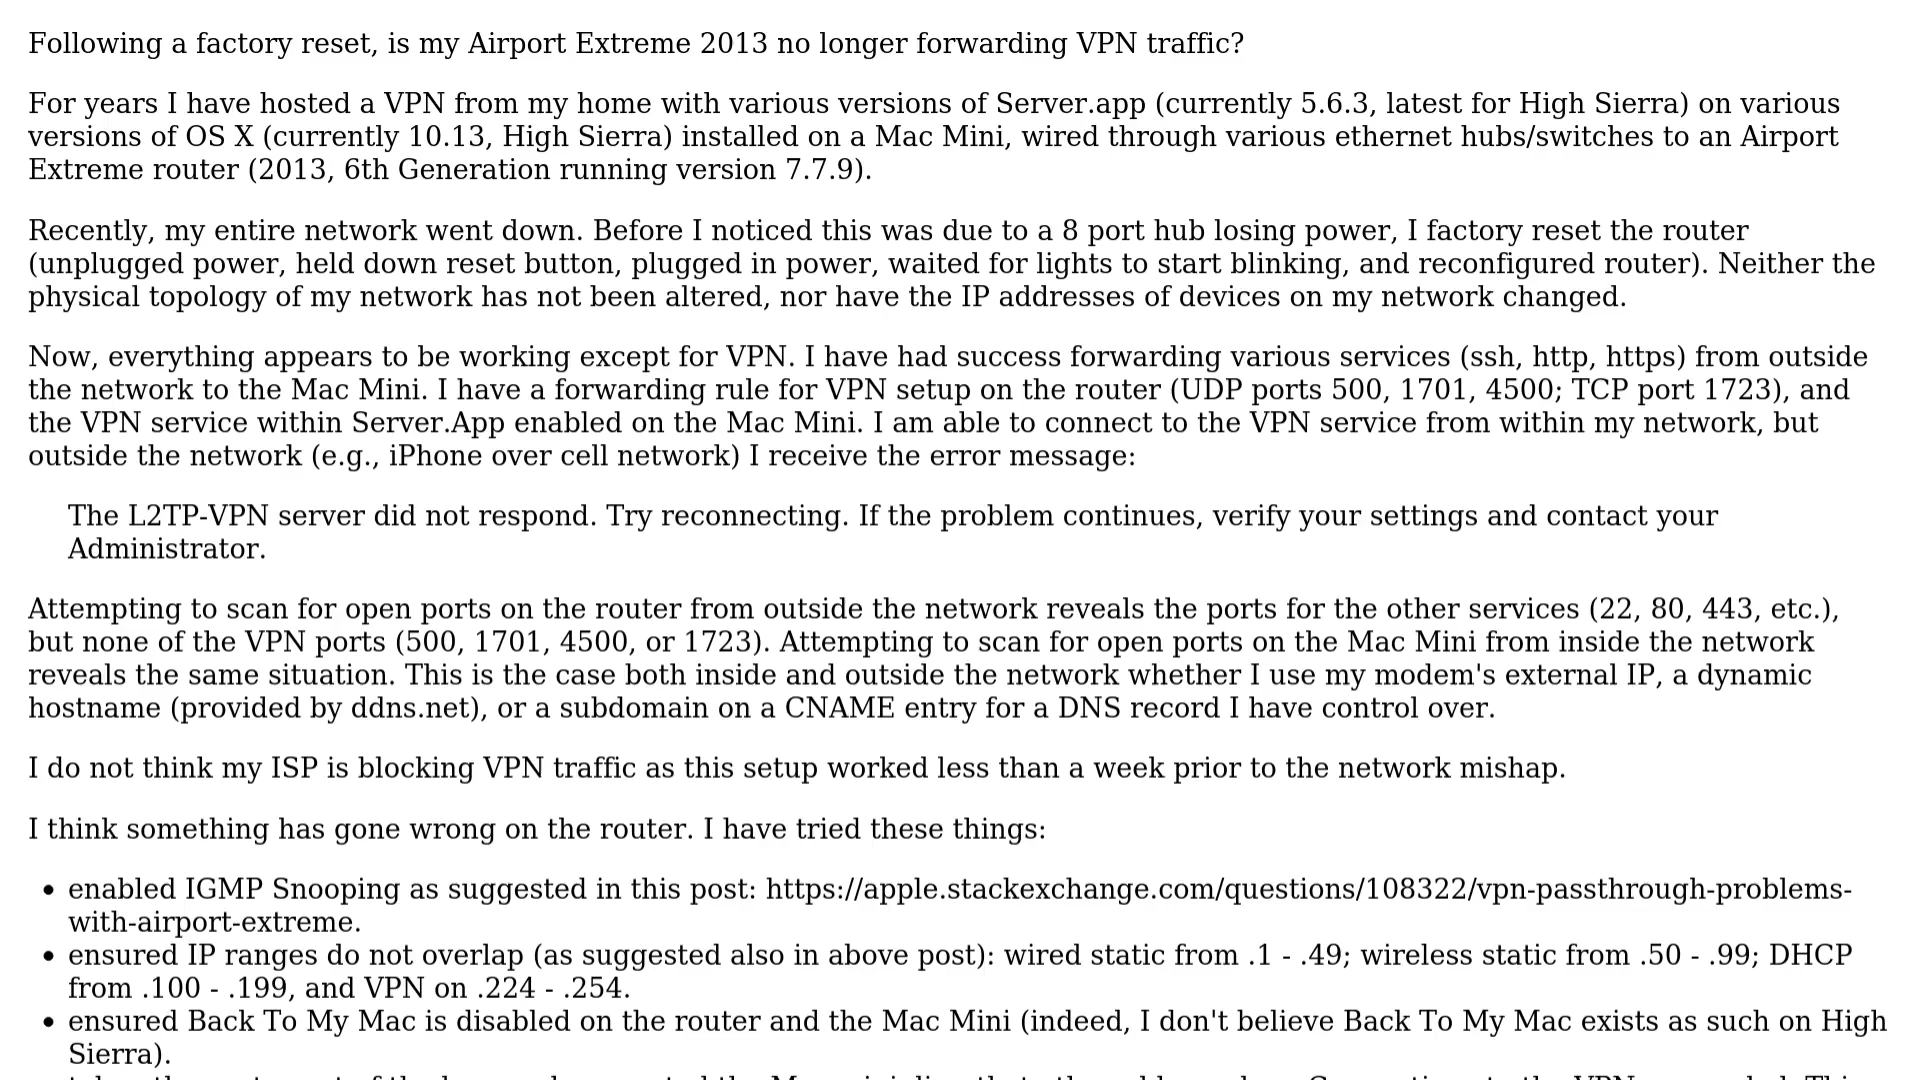 Following a factory reset, is my Airport Extreme 2013 no longer forwarding VPN traffic?
For years I have hosted a VPN from my home with various versions of Server.app (currently 5.6.3, latest for High Sierra) on various
versions of OS X (currently 10.13, High Sierra) installed on a Mac Mini, wired through various ethernet hubs/switches to an Airport
Extreme router (2013, 6th Generation running version 7.7.9).
Recently, my entire network went down. Before I noticed this was due to a 8 port hub losing power, I factory reset the router
(unplugged power, held down reset button, plugged in power, waited for lights to start blinking, and reconfigured router). Neither the
physical topology of my network has not been altered, nor have the IP addresses of devices on my network changed.
Now, everything appears to be working except for VPN. I have had success forwarding various services (ssh, http, https) from outside
the network to the Mac Mini. I have a forwarding rule for VPN setup on the router (UDP ports 500, 1701, 4500; TCP port 1723), and
the VPN service within Server.App enabled on the Mac Mini. I am able to connect to the VPN service from within my network, but
outside the network (e.g., iPhone over cell network) I receive the error message:
The L2TP-VPN server did not respond. Try reconnecting. If the problem continues, verify your settings and contact your
Administrator.
Attempting to scan for open ports on the router from outside the network reveals the ports for the other services (22, 80, 443, etc.),
but none of the VPN ports (500, 1701, 4500, or 1723). Attempting to scan for open ports on the Mac Mini from inside the network
reveals the same situation. This is the case both inside and outside the network whether I use my modem's external IP, a dynamic
hostname (provided by ddns.net), or a subdomain on a CNAME entry for a DNS record I have control over.
I do not think my ISP is blocking VPN traffic as this setup worked less than a week prior to the network mishap.
I think something has gone wrong on the router. I have tried these things:
• enabled IGMP Snooping as suggested in this post: https://apple.stackexchange.com/questions/108322/vpn-passthrough-problems-
with-airport-extreme.
• ensured IP ranges do not overlap (as suggested also in above post): wired static from .1 - .49; wireless static from .50 - .99; DHCP
from .100 - .199, and VPN on .224 - .254.
• ensured Back To My Mac is disabled on the router and the Mac Mini (indeed, I don't believe Back To My Mac exists as such on High
Sierra).